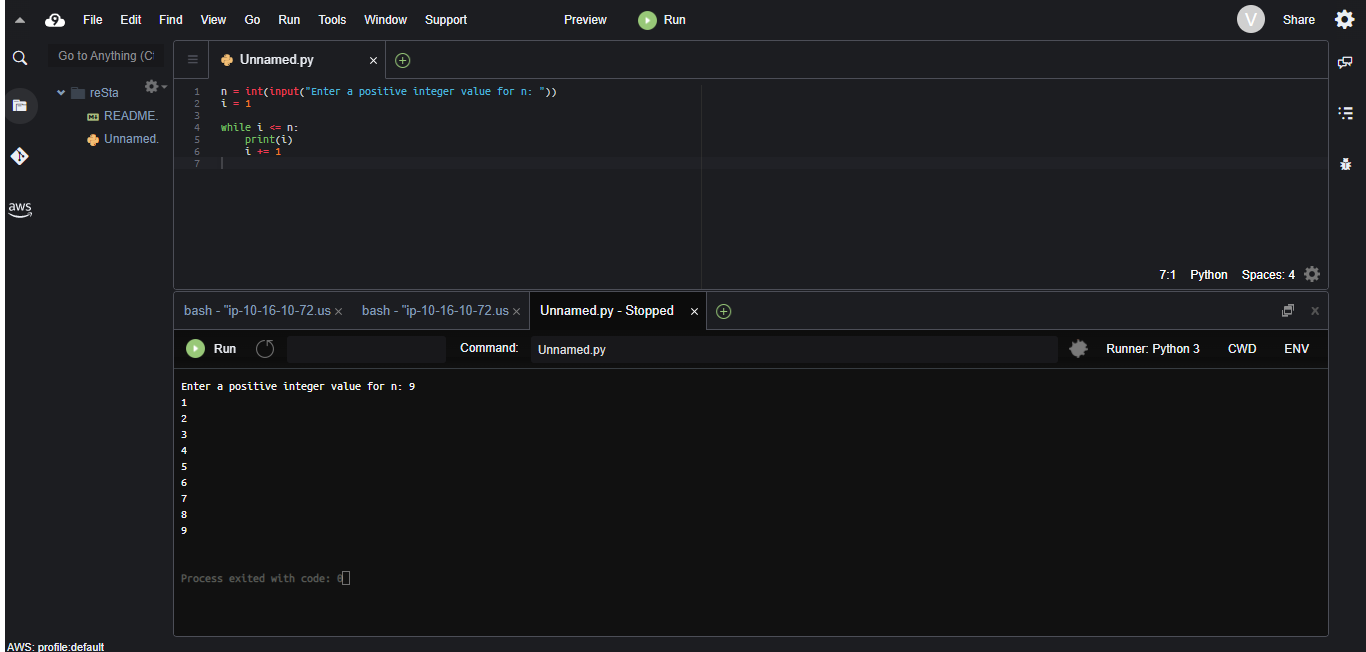 9 File Edit Find View Go Run Tools Window Support Preview Run V Share
Go to Anything (C
reSta
README.
Unnamed.
aws
Unnamed.py
1 n = int(input("Enter a positive integer value for n: "))
2 i = 1
3
4 while i <= n:
5     print(i)
6     i += 1
7
7:1 Python Spaces: 4
bash - "ip-10-16-10-72.us bash - "ip-10-16-10-72.us Unnamed.py - Stopped
Run Command: Unnamed.py Runner: Python 3 CWD ENV
Enter a positive integer value for n: 9
1
2
3
4
5
6
7
8
9
Process exited with code: 0
AWS: profile:default